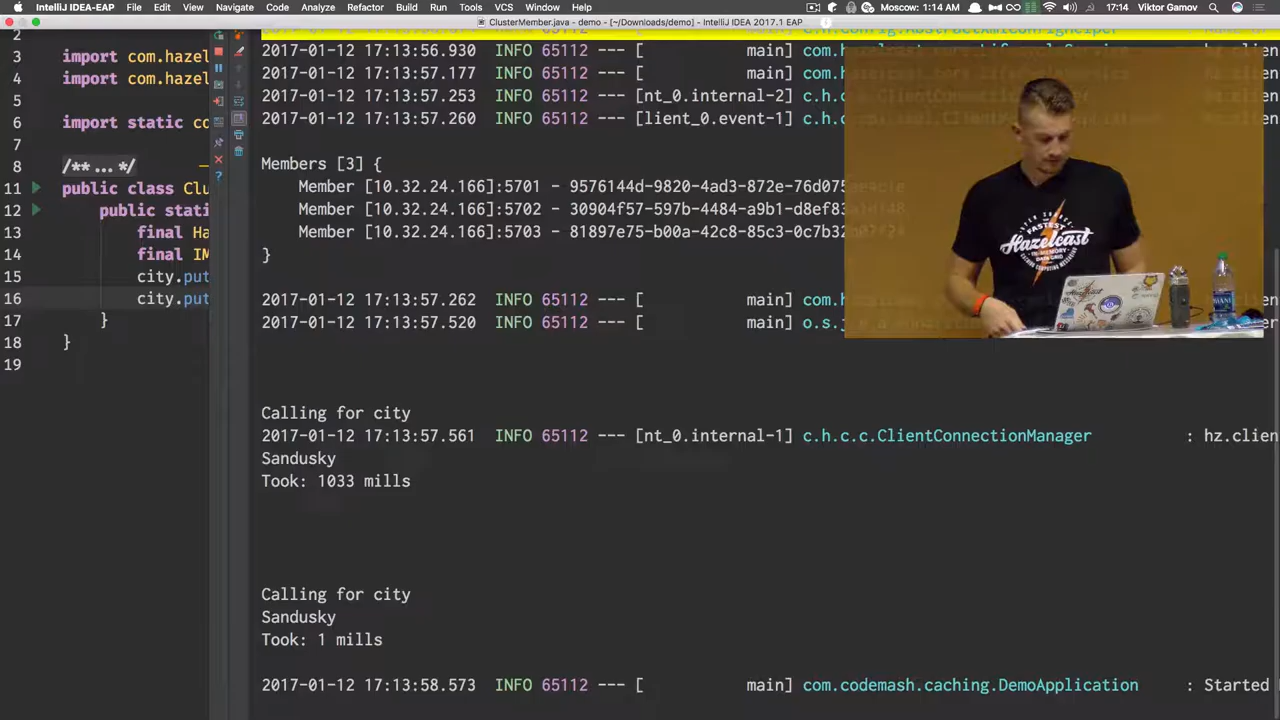 IntelliJ IDEA-EAP File Edit View Navigate Code Analyze Refactor Build Run Tools VCS Window Help Moscow: 1:14 AM 17:14 Viktor Gamov
ClusterMember.java - demo - [~/Downloads/demo] - IntelliJ IDEA 2017.1 EAP
2
3 import com.hazel
4 import com.hazel
5
6 import static co
7
8 /** ... */
11 public class Clu
12 public stati
13 final Ha
14 final IM
15 city.put
16 city.put
17 }
18 }
19
2017-01-12 17:13:56.930 INFO 65112 --- [ main]
2017-01-12 17:13:57.177 INFO 65112 --- [ main]
2017-01-12 17:13:57.253 INFO 65112 --- [nt_0.internal-2] c.h.c.
2017-01-12 17:13:57.260 INFO 65112 --- [lient_0.event-1] c.h.c.
Members [3] {
Member [10.32.24.166]:5701 - 9576144d-9820-4ad3-872e-76d075
Member [10.32.24.166]:5702 - 30904f57-597b-4484-a9b1-d8ef83
Member [10.32.24.166]:5703 - 81897e75-b00a-42c8-85c3-0c7b32
}
2017-01-12 17:13:57.262 INFO 65112 --- [ main] com.h
2017-01-12 17:13:57.520 INFO 65112 --- [ main] o.s.
Calling for city
2017-01-12 17:13:57.561 INFO 65112 --- [nt_0.internal-1] c.h.c.c.ClientConnectionManager : hz.clien
Sandusky
Took: 1033 mills
Calling for city
Sandusky
Took: 1 mills
2017-01-12 17:13:58.573 INFO 65112 --- [ main] com.codemash.caching.DemoApplication : Started
OPEN SOURCE
FASTEST
Hazelcast
IN-MEMORY
DATA GRID